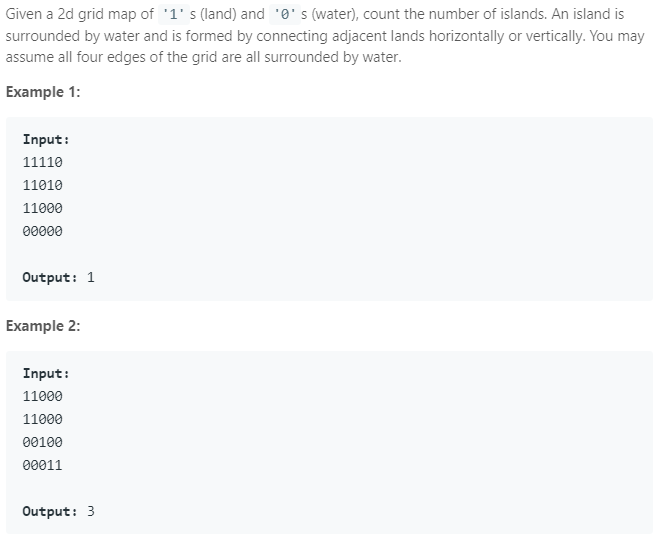 Given a 2d grid map of '1' s (land) and '0' s (water), count the number of islands. An island is
surrounded by water and is formed by connecting adjacent lands horizontally or vertically. You may
assume all four edges of the grid are all surrounded by water.
Example 1:
Input:
11110
11010
11000
00000
Output: 1
Example 2:
Input:
11000
11000
00100
00011
Output: 3